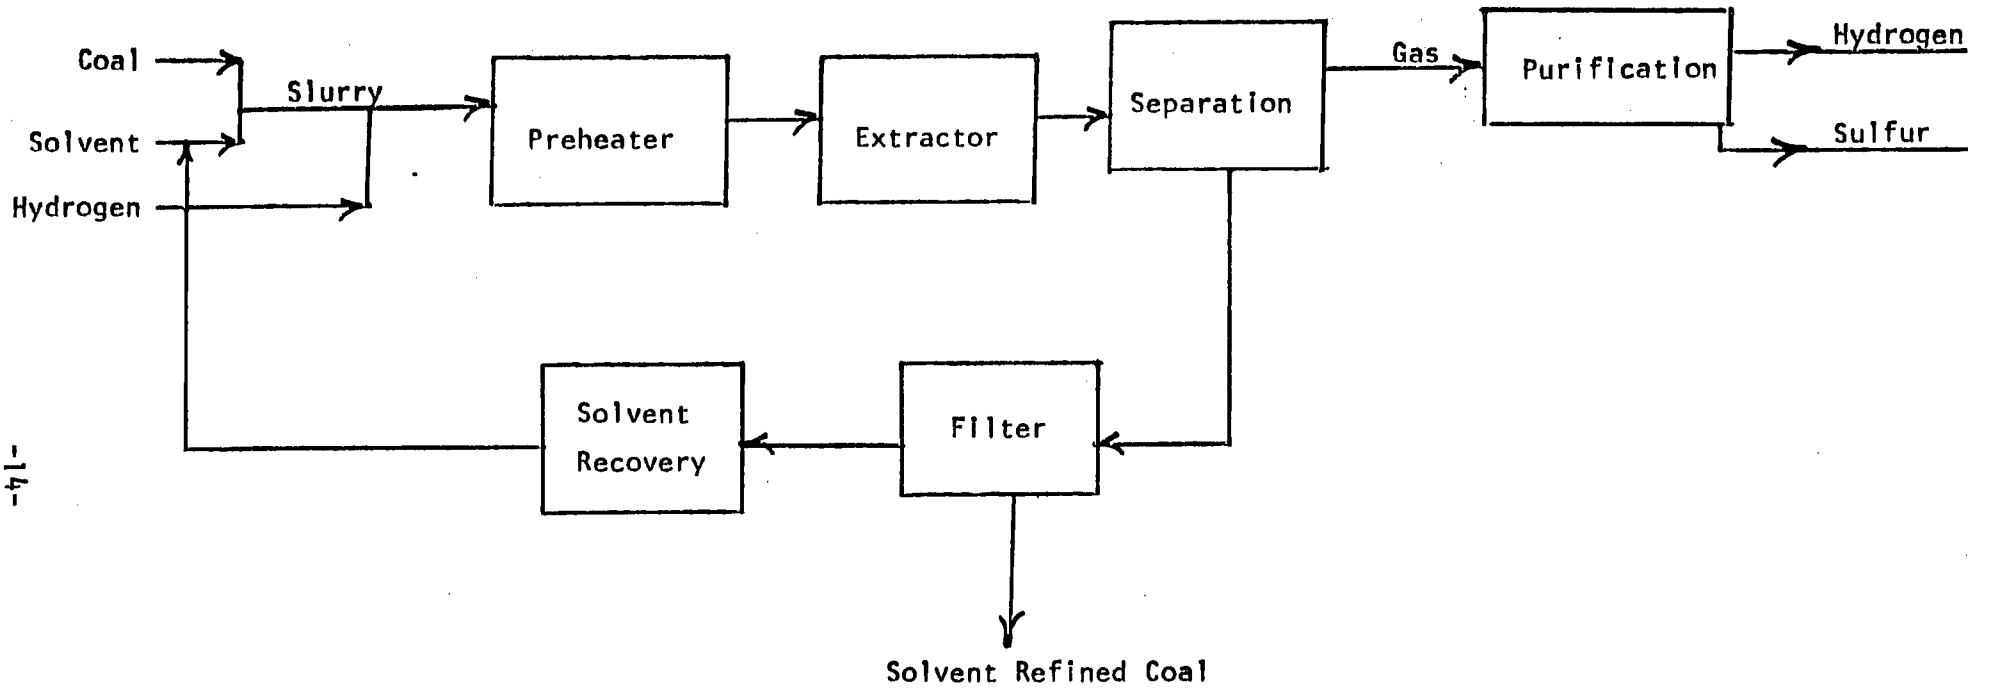 Coal
Slurry
Solvent
Hydrogen
Preheater
Extractor
Separation
Gas
Purification
Hydrogen
Sulfur
Solvent
Recovery
Filter
Solvent Refined Coal
-14-